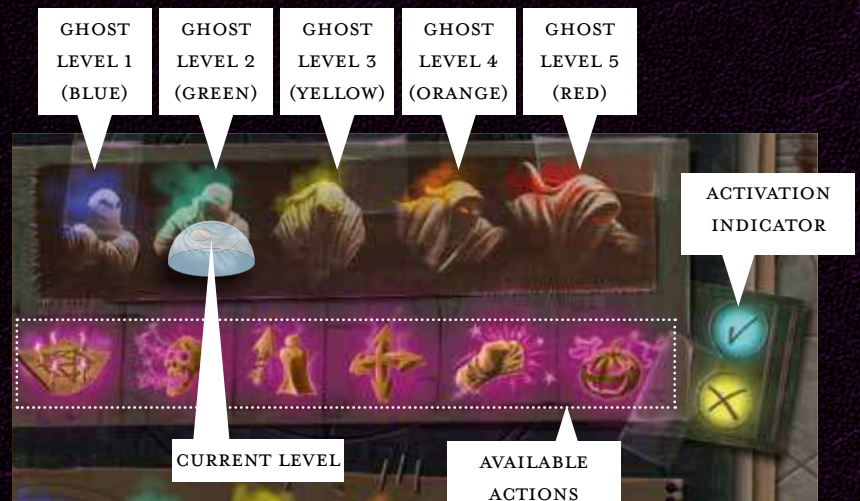 GHOST
LEVEL 1
(BLUE)
GHOST
LEVEL 2
(GREEN)
GHOST
LEVEL 3
(YELLOW)
GHOST
LEVEL 4
(ORANGE)
GHOST
LEVEL 5
(RED)
ACTIVATION
INDICATOR
CURRENT LEVEL
AVAILABLE
ACTIONS